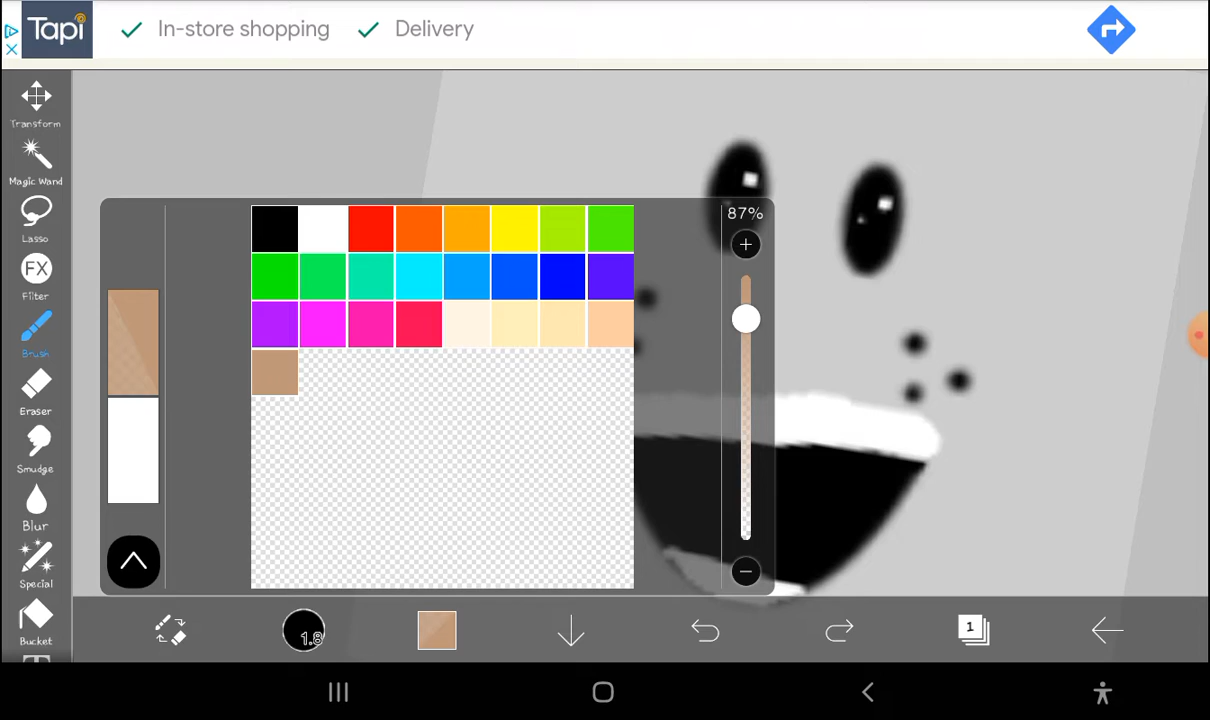 Tapi
In-store shopping
Delivery
Transform
Magic Wand
Lasso
FX
Filter
Brush
Eraser
Smudge
Blur
Special
Bucket
87%
1.8
1